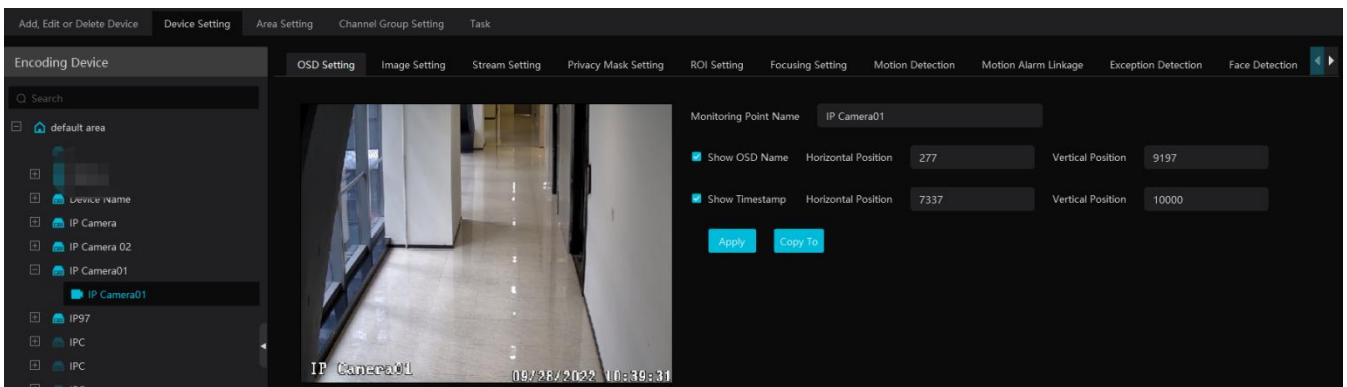 Add, Edit or Delete Device Device Setting Area Setting Channel Group Setting Task
Encoding Device
OSD Setting Image Setting Stream Setting Privacy Mask Setting ROI Setting Focusing Setting Motion Detection Motion Alarm Linkage Exception Detection Face Detection
Search
default area
Device Name
IP Camera
IP Camera 02
IP Camera01
IP Camera01
IP97
IPC
IPC
Monitoring Point Name IP Camera01
Show OSD Name Horizontal Position 277 Vertical Position 9197
Show Timestamp Horizontal Position 7337 Vertical Position 10000
Apply Copy To
IP Camera01 09/28/2022 10:39:31